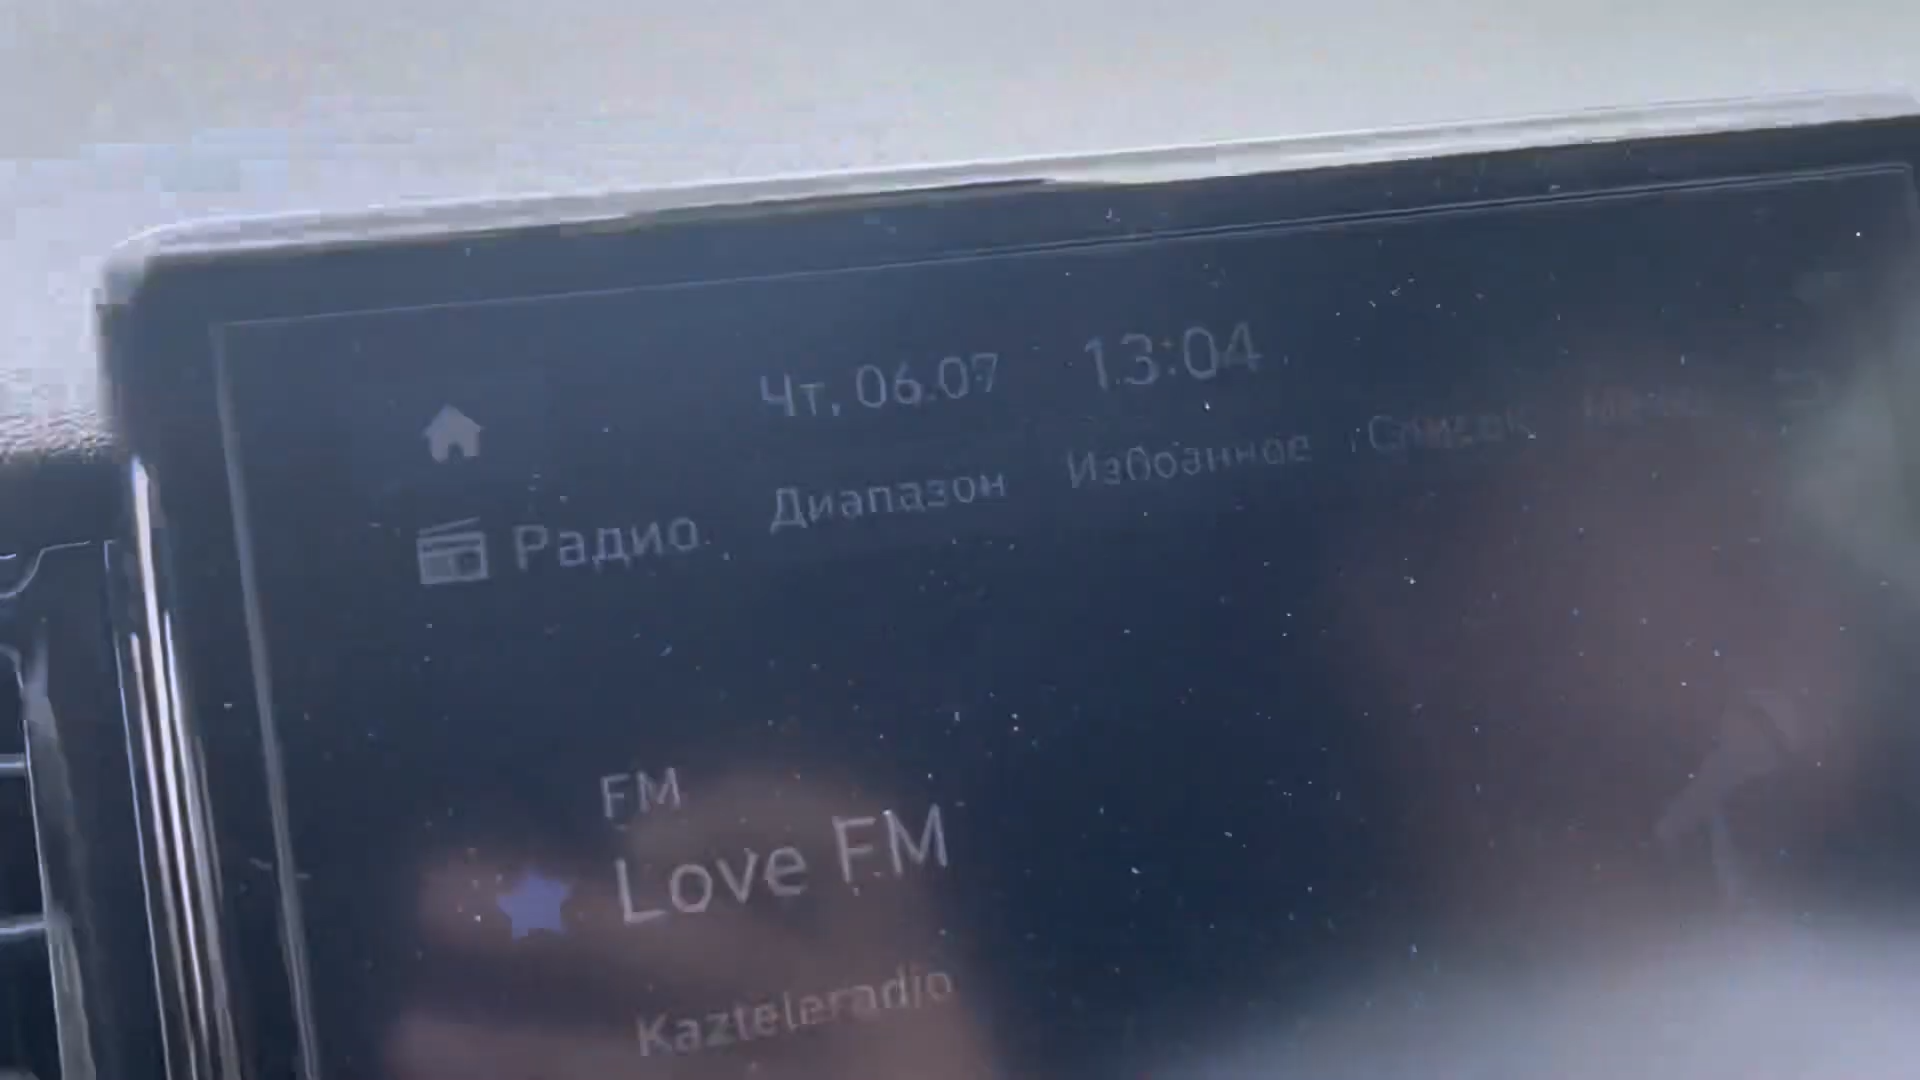 Чт, 06.07 13:04
Радио Диапазон Избранное Список
FM
Love FM
Kazteleradio